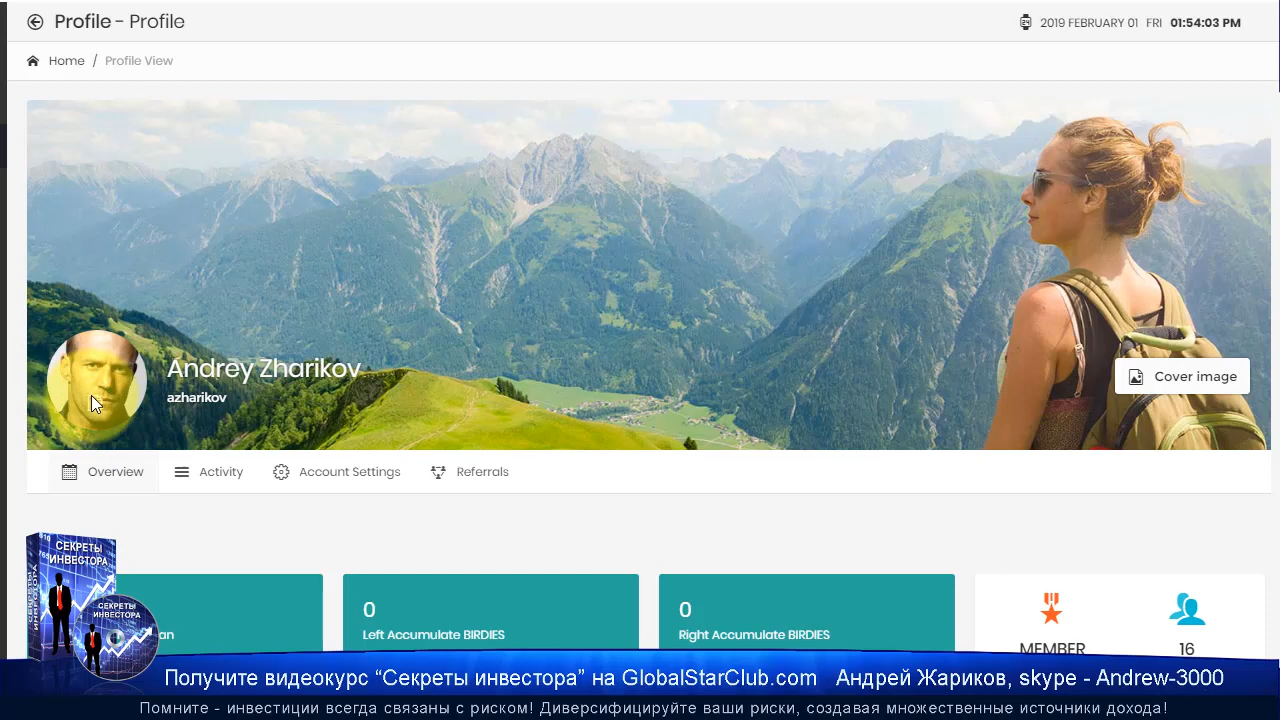 Profile - Profile
2019 FEBRUARY 01 FRI 01:54:03 PM
Home / Profile View
Andrey Zharikov
azharikov
Cover image
Overview Activity Account Settings Referrals
СЕКРЕТЫ
ИНВЕСТОРА
СЕКРЕТЫ
ИНВЕСТОРА
0
Left Accumulate BIRDIES
0
Right Accumulate BIRDIES
MEMBER
16
Получите видеокурс “Секреты инвестора” на GlobalStarClub.com Андрей Жариков, skype - Andrew-3000
Помните - инвестиции всегда связаны с риском! Диверсифицируйте ваши риски, создавая множественные источники дохода!